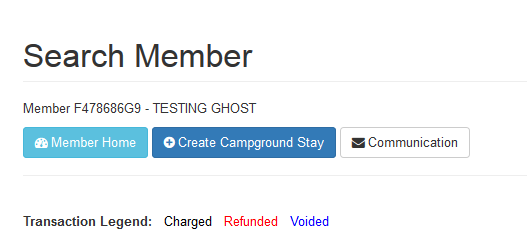 Search Member
Member F478686G9 - TESTING GHOST
Member Home Create Campground Stay Communication
Transaction Legend: Charged Refunded Voided